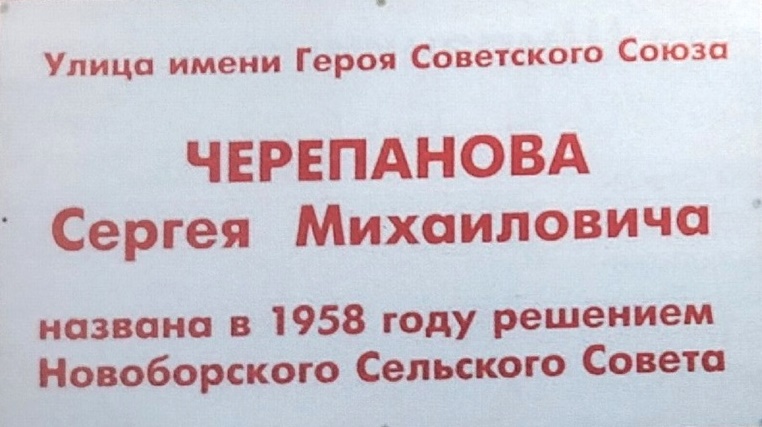 Улица имени Героя Советского Союза
ЧЕРЕПАНОВА
Сергея Михаиловича
названа в 1958 году решением
Новоборского Сельского Совета